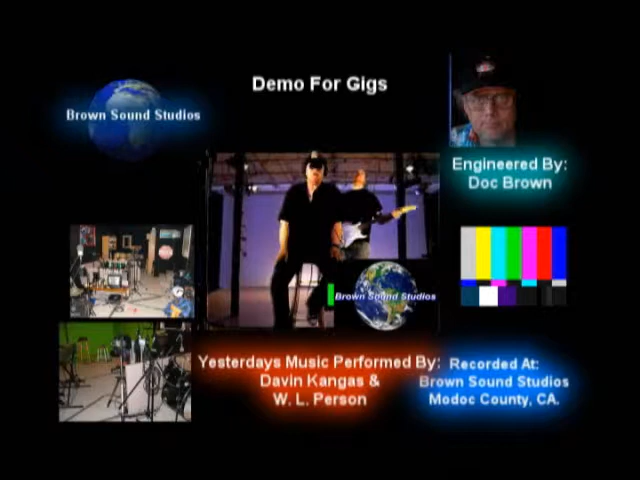 Demo For Gigs
Brown Sound Studios
Engineered By:
Doc Brown
Brown Sound Studios
Yesterdays Music Performed By:
Davin Kangas &
W. L. Person
Recorded At:
Brown Sound Studios
Modoc County, CA.